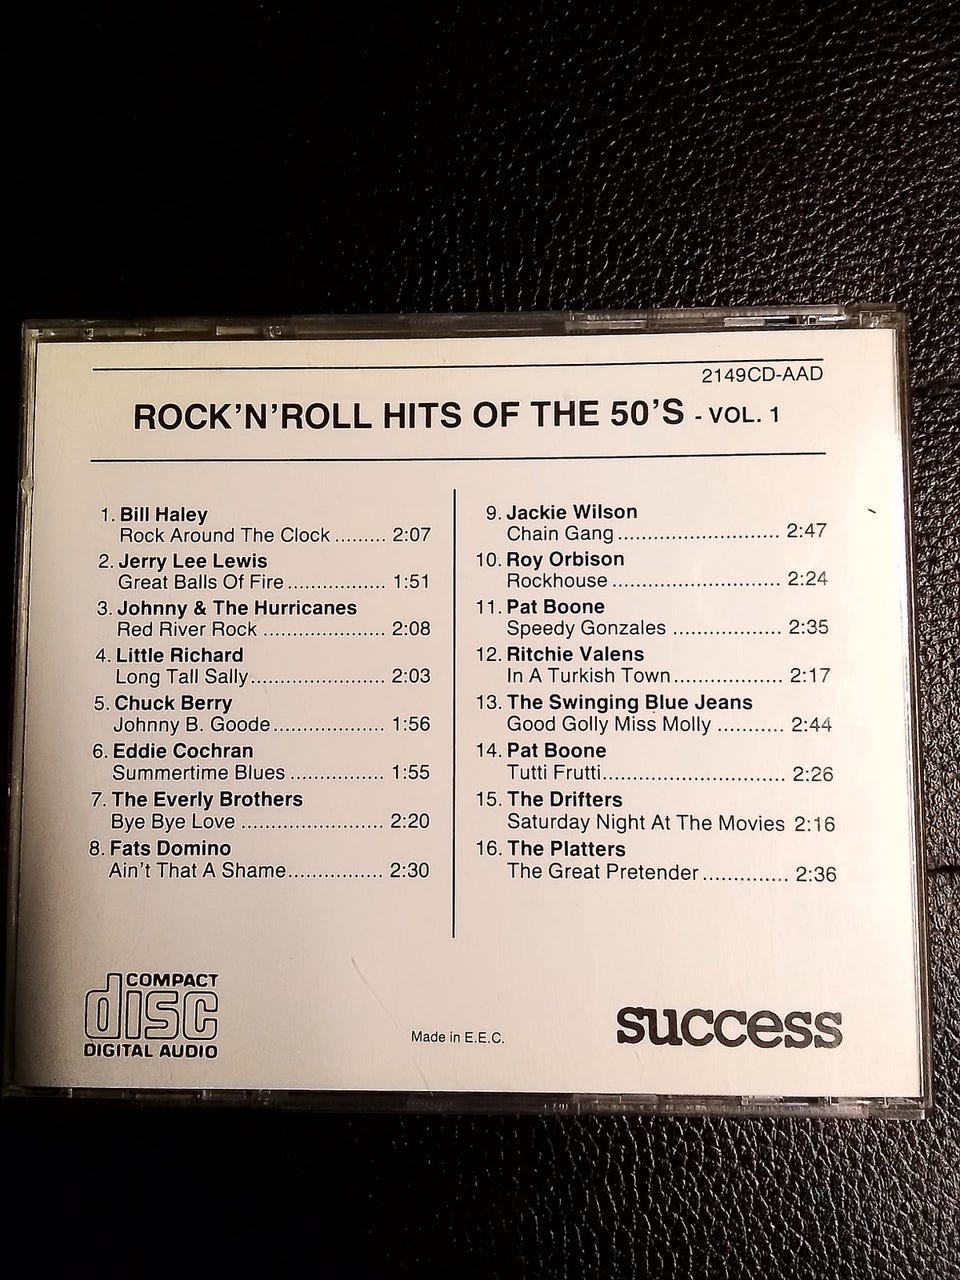 2149CD-AAD
ROCK'N'ROLL HITS OF THE 50'S - VOL. 1
1. Bill Haley
Rock Around The Clock ......... 2:07
2. Jerry Lee Lewis
Great Balls Of Fire ................. 1:51
3. Johnny & The Hurricanes
Red River Rock ..................... 2:08
4. Little Richard
Long Tall Sally ....................... 2:03
5. Chuck Berry
Johnny B. Goode ................... 1:56
6. Eddie Cochran
Summertime Blues ................ 1:55
7. The Everly Brothers
Bye Bye Love ........................ 2:20
8. Fats Domino
Ain't That A Shame ................ 2:30
9. Jackie Wilson
Chain Gang ............................ 2:47
10. Roy Orbison
Rockhouse ............................. 2:24
11. Pat Boone
Speedy Gonzales ................... 2:35
12. Ritchie Valens
In A Turkish Town ................... 2:17
13. The Swinging Blue Jeans
Good Golly Miss Molly ........... 2:44
14. Pat Boone
Tutti Frutti ................................ 2:26
15. The Drifters
Saturday Night At The Movies 2:16
16. The Platters
The Great Pretender ............... 2:36
COMPACT
disc
DIGITAL AUDIO
Made in E.E.C.
success